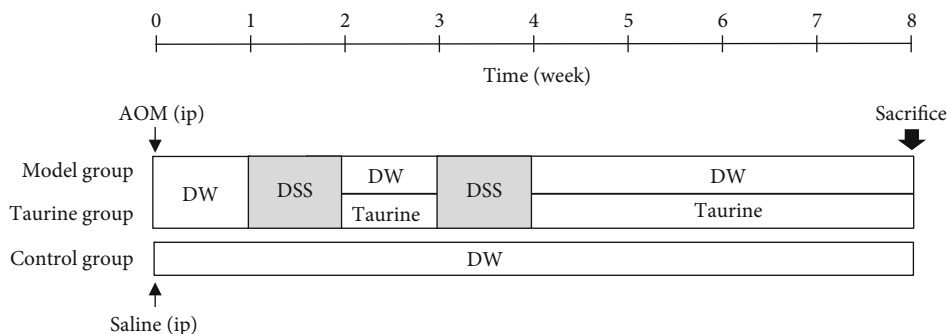 0 1 2 3 4 5 6 7 8
Time (week)
AOM (ip) Sacrifice
Model group DW DW
DW DSS DSS
Taurine group Taurine Taurine
Control group DW
Saline (ip)